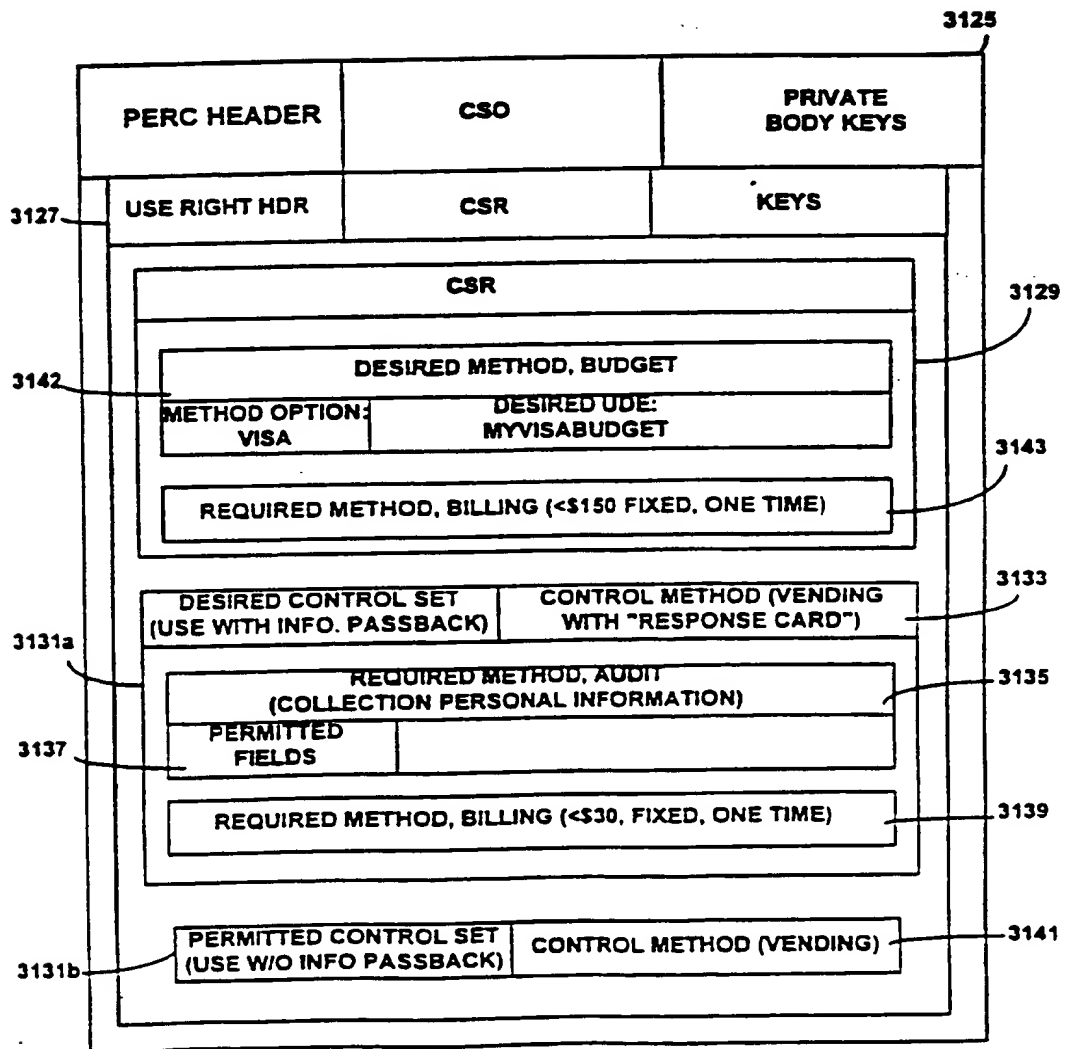 3125
PERC HEADER
CSO
PRIVATE
BODY KEYS
3127
USE RIGHT HDR
CSR
KEYS
CSR
3129
DESIRED METHOD, BUDGET
3142
METHOD OPTION:
VISA
DESIRED UDE:
MYVISABUDGET
3143
REQUIRED METHOD, BILLING (<$150 FIXED, ONE TIME)
3133
DESIRED CONTROL SET
(USE WITH INFO. PASSBACK)
CONTROL METHOD (VENDING
WITH "RESPONSE CARD")
3131a
REQUIRED METHOD, AUDIT
(COLLECTION PERSONAL INFORMATION)
3135
3137
PERMITTED
FIELDS
REQUIRED METHOD, BILLING (<$30, FIXED, ONE TIME)
3139
3131b
PERMITTED CONTROL SET
(USE W/O INFO PASSBACK)
CONTROL METHOD (VENDING)
3141